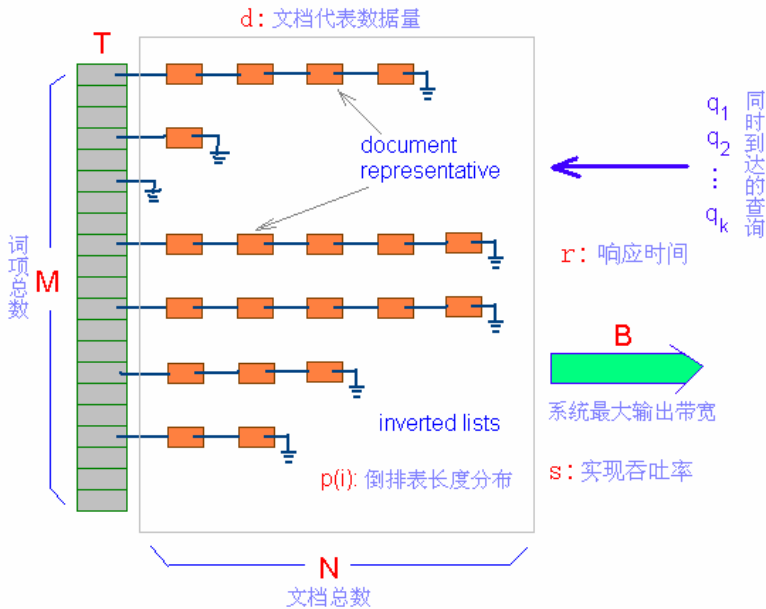 d: 文档代表数据量
T
q1
q2
⋮
qk
同时到达的查询
document
representative
r: 响应时间
词项总数
M
B
系统最大输出带宽
inverted lists
p(i): 倒排表长度分布
s: 实现吞吐率
N
文档总数